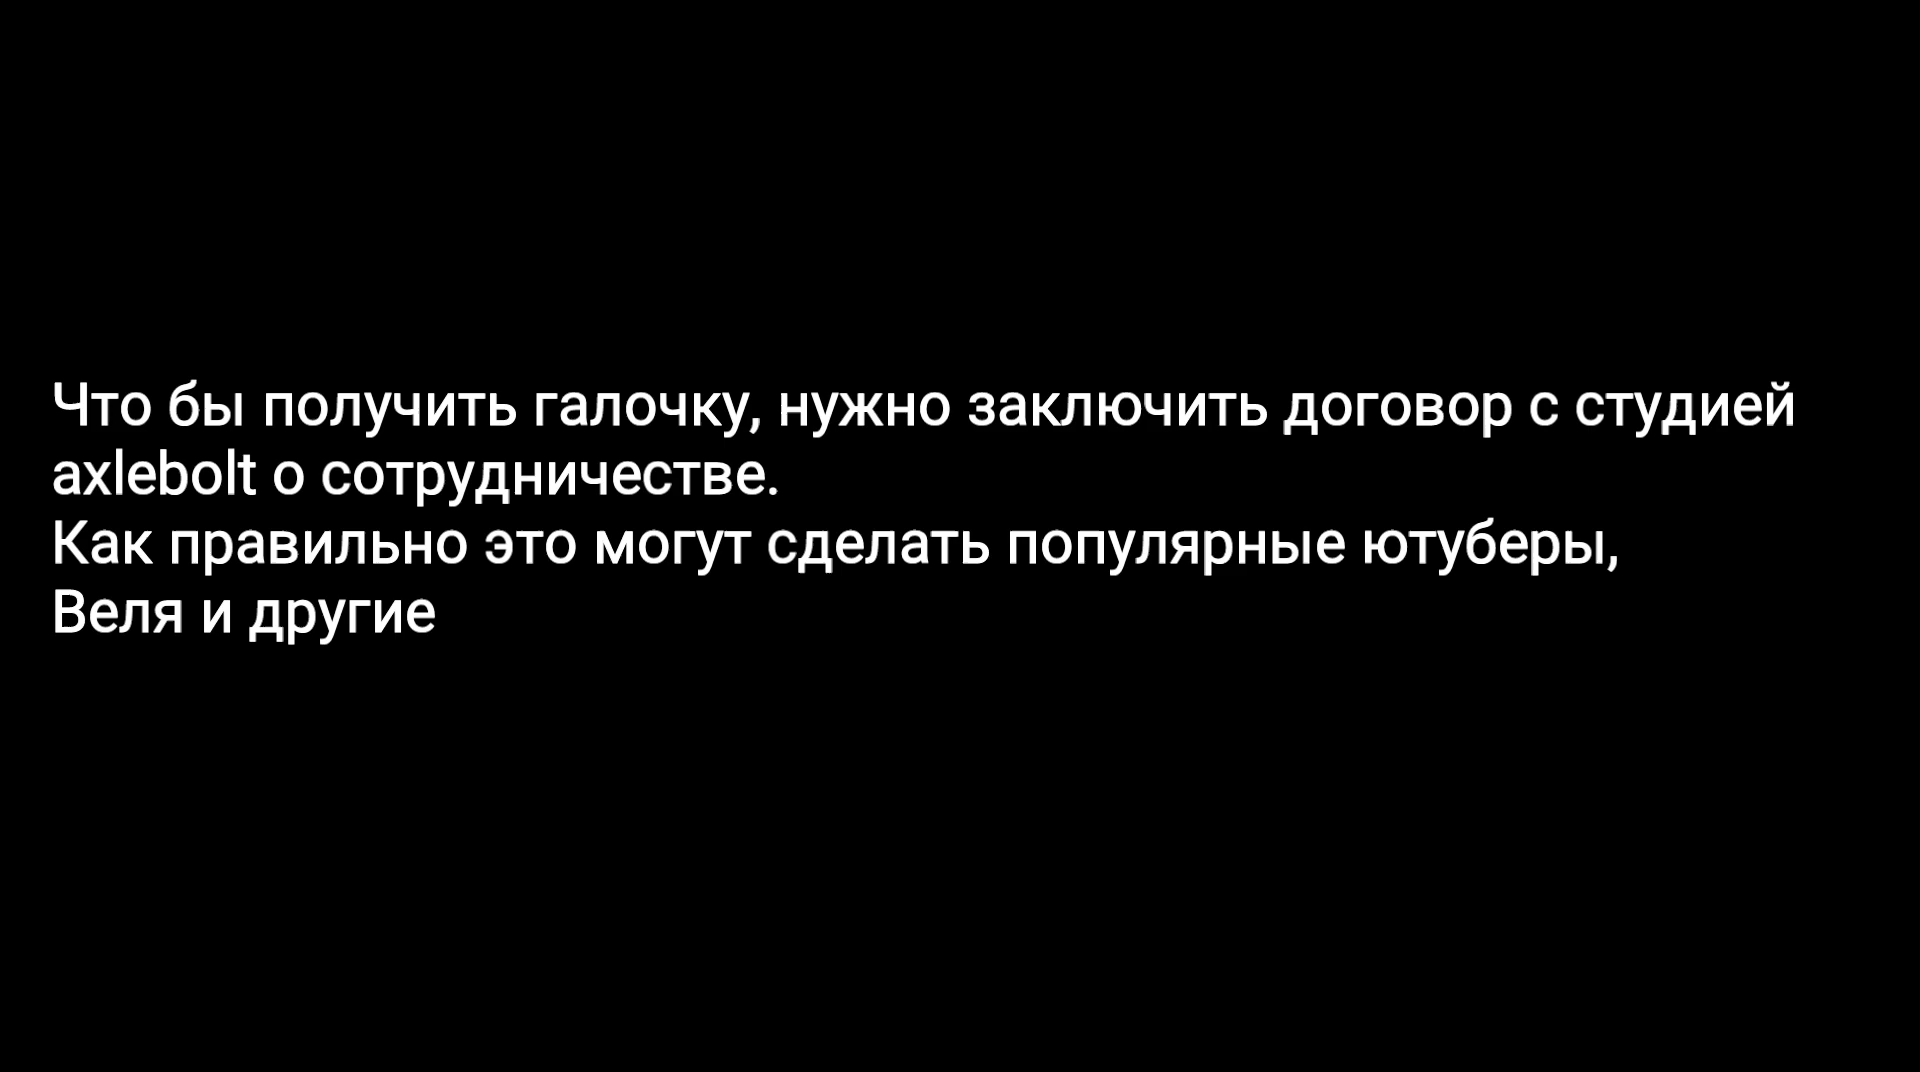 Что бы получить галочку, нужно заключить договор с студией
axlebolt о сотрудничестве.
Как правильно это могут сделать популярные ютуберы,
Веля и другие